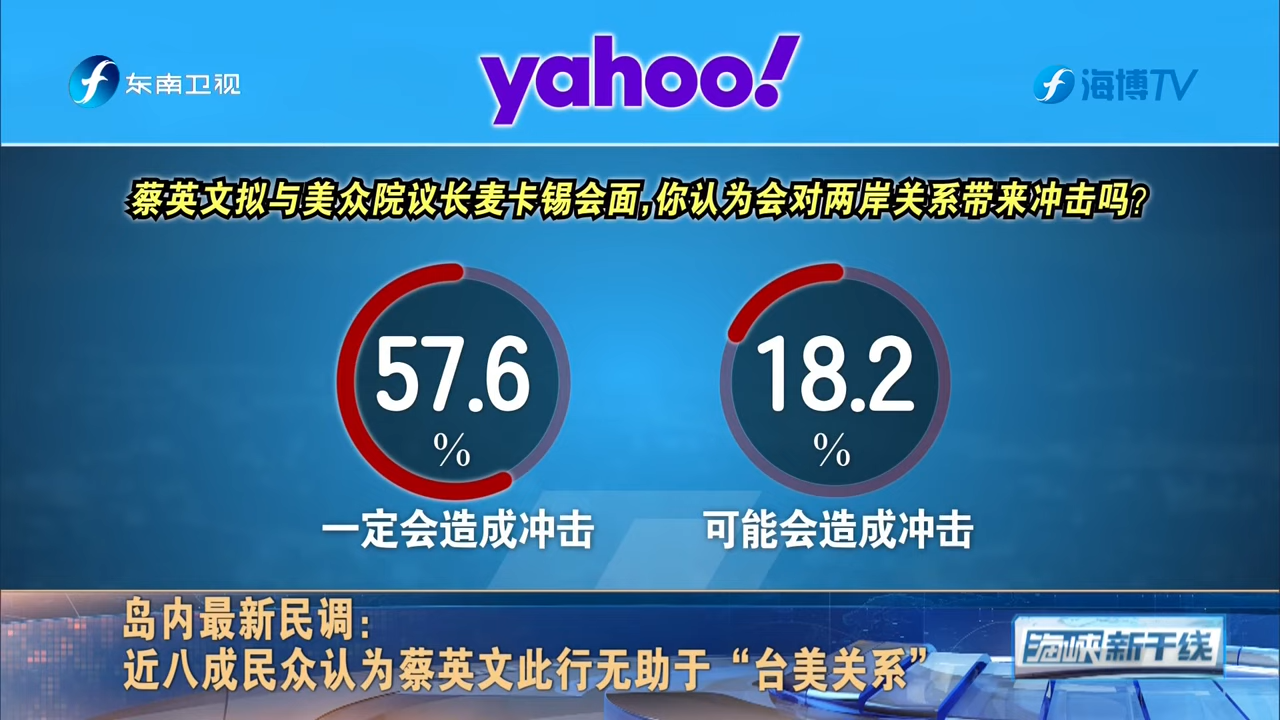 yahoo!
东南卫视
海博TV
蔡英文拟与美众院议长麦卡锡会面,你认为会对两岸关系带来冲击吗?
57.6
%
18.2
%
一定会造成冲击
可能会造成冲击
岛内最新民调:
近八成民众认为蔡英文此行无助于“台美关系”
海峡新干线